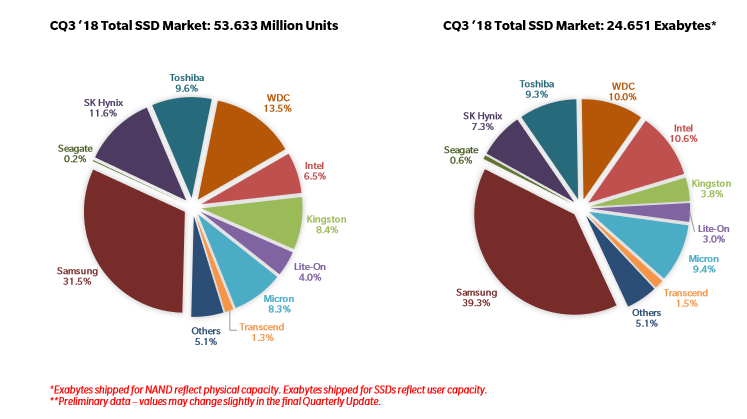 CQ3 '18 Total SSD Market: 53.633 Million Units
Toshiba
9.6%
WDC
13.5%
SK Hynix
11.6%
Seagate
0.2%
Intel
6.5%
Kingston
8.4%
Samsung
31.5%
Lite-On
4.0%
Micron
8.3%
Transcend
1.3%
Others
5.1%
CQ3 '18 Total SSD Market: 24.651 Exabytes*
Toshiba
9.3%
WDC
10.0%
SK Hynix
7.3%
Intel
10.6%
Seagate
0.6%
Kingston
3.8%
Lite-On
3.0%
Micron
9.4%
Samsung
39.3%
Transcend
1.5%
Others
5.1%
*Exabytes shipped for NAND reflect physical capacity. Exabytes shipped for SSDs reflect user capacity.
**Preliminary data – values may change slightly in the final Quarterly Update.